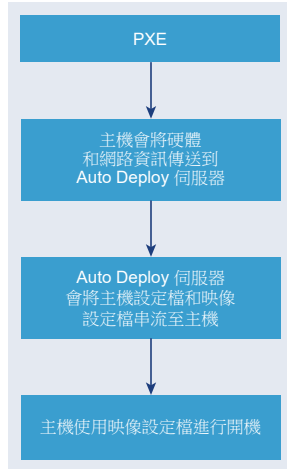 PXE
主機會將硬體
和網路資訊傳送到
Auto Deploy 伺服器
Auto Deploy 伺服器
會將主機設定檔和映像
設定檔串流至主機
主機使用映像設定檔進行開機